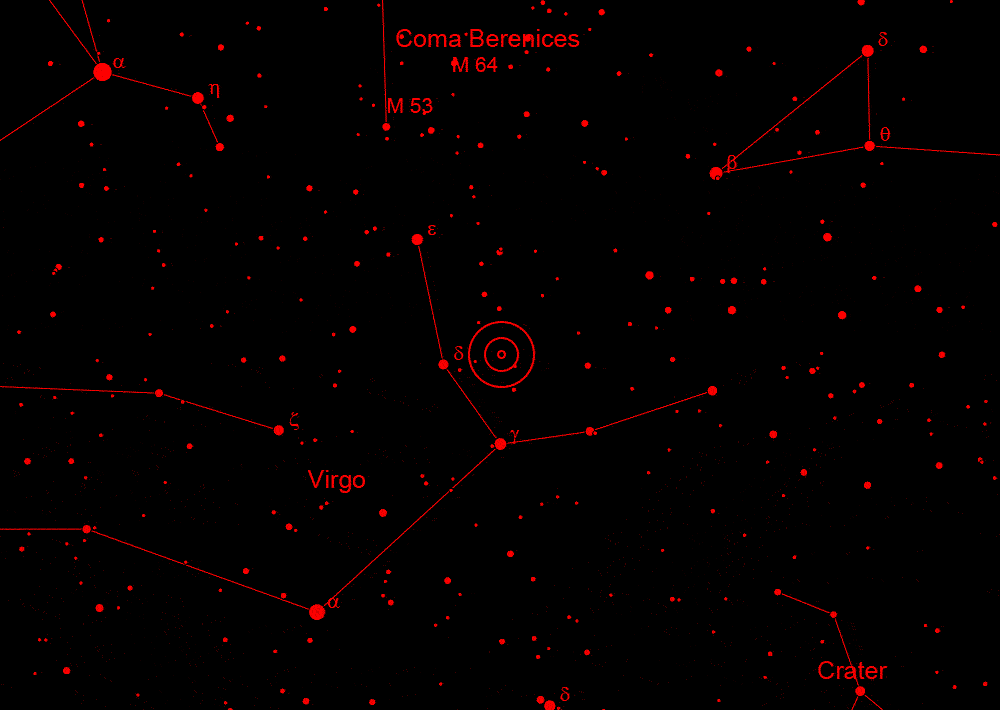 Coma Berenices
δ
α
M 64
η
M 53
θ
β
ε
δ
ζ
γ
Virgo
α
Crater
δ